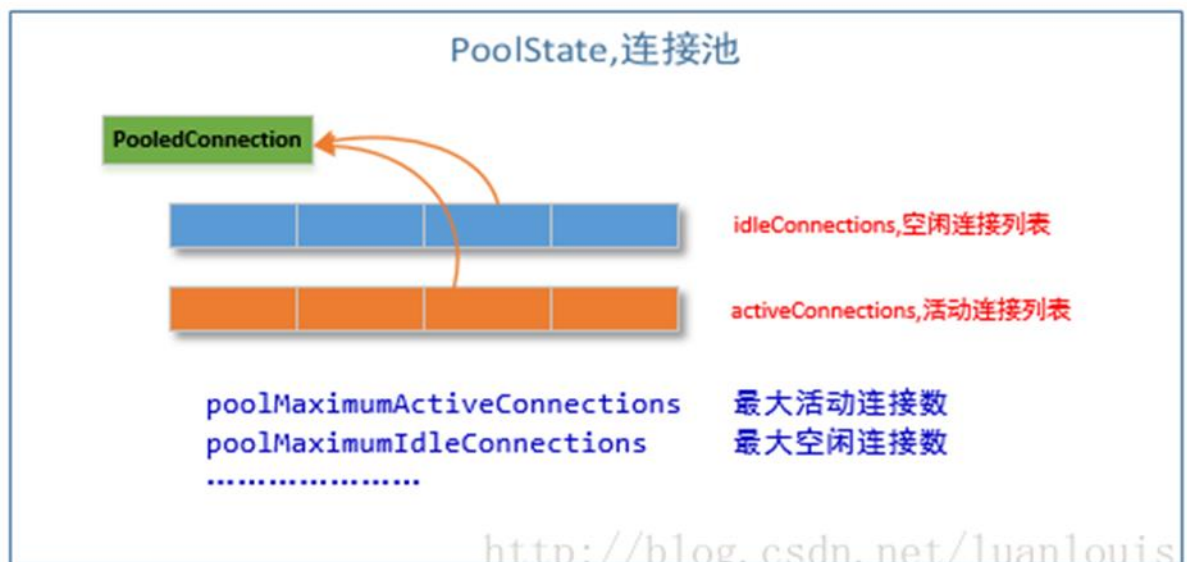 PoolState,连接池
PooledConnection
idleConnections,空闲连接列表
activeConnections,活动连接列表
poolMaximumActiveConnections 最大活动连接数
poolMaximumIdleConnections 最大空闲连接数
…………………
http://blog.csdn.net/luanlouis